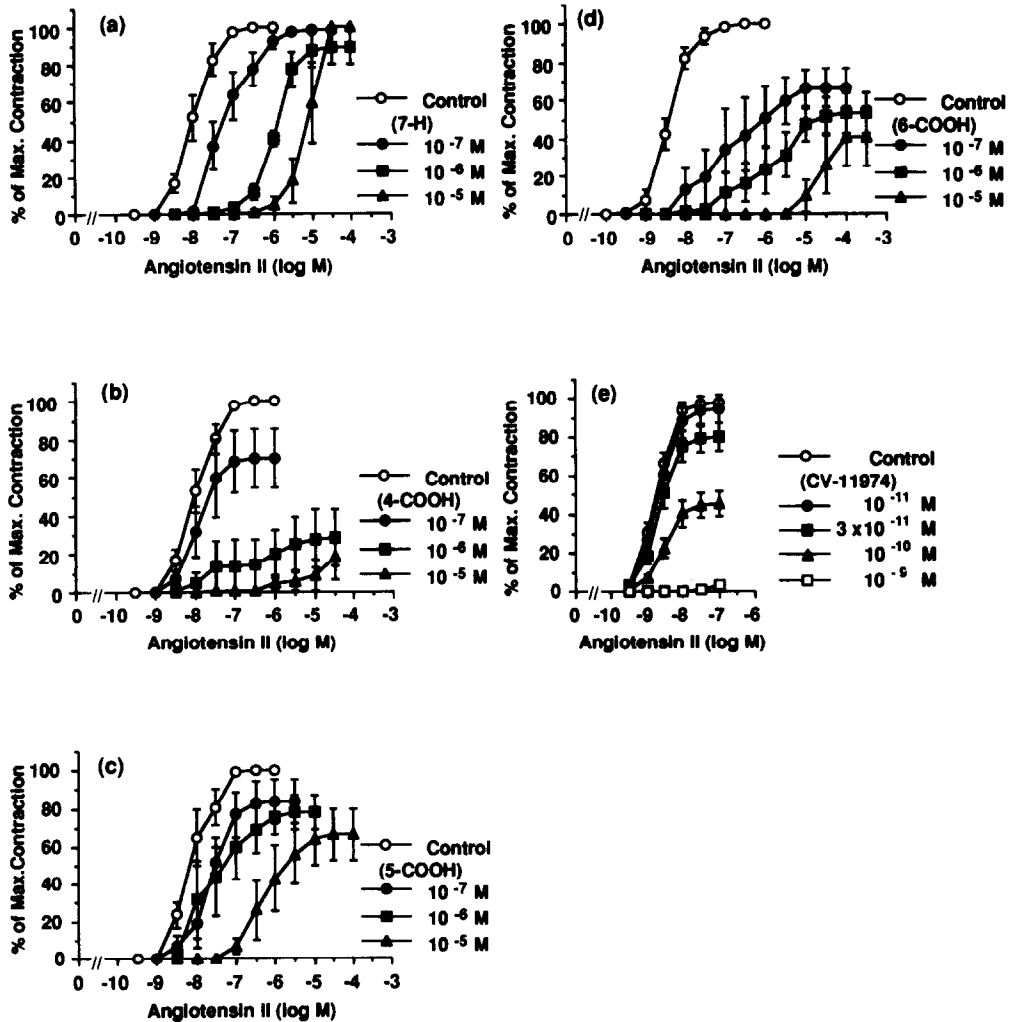 (a)
% of Max. Contraction
100
80
60
40
20
0
0 -10 -9 -8 -7 -6 -5 -4 -3
Angiotensin II (log M)
Control
(7-H)
10 -7 M
10 -6 M
10 -5 M
(d)
% of Max. Contraction
100
80
60
40
20
0
0 -10 -9 -8 -7 -6 -5 -4 -3
Angiotensin II (log M)
Control
(6-COOH)
10 -7 M
10 -6 M
10 -5 M
(b)
% of Max. Contraction
100
80
60
40
20
0
0 -10 -9 -8 -7 -6 -5 -4 -3
Angiotensin II (log M)
Control
(4-COOH)
10 -7 M
10 -6 M
10 -5 M
(e)
% of Max. Contraction
100
80
60
40
20
0
0 -10 -9 -8 -7 -6
Angiotensin II (log M)
Control
(CV-11974)
10 -11 M
3 x10 -11 M
10 -10 M
10 -9 M
(c)
% of Max.Contraction
100
80
60
40
20
0
0 -10 -9 -8 -7 -6 -5 -4 -3
Angiotensin II (log M)
Control
(5-COOH)
10 -7 M
10 -6 M
10 -5 M